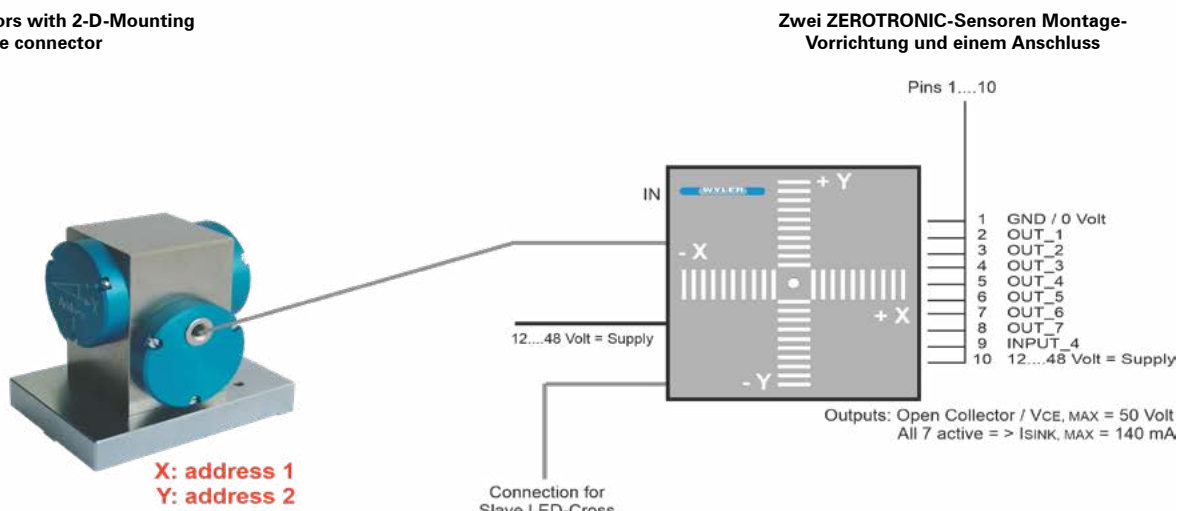 ors with 2-D-Mounting
e connector
Zwei ZEROTRONIC-Sensoren Montage-
Vorrichtung und einem Anschluss
Pins 1....10
IN
WYLER
+ Y
- X
+ X
- Y
12....48 Volt = Supply
1 GND / 0 Volt
2 OUT_1
3 OUT_2
4 OUT_3
5 OUT_4
6 OUT_5
7 OUT_6
8 OUT_7
9 INPUT_4
10 12....48 Volt = Supply
Outputs: Open Collector / VCE, MAX = 50 Volt
All 7 active = > ISINK, MAX = 140 mA
X: address 1
Y: address 2
Connection for
Slave LED-Cross